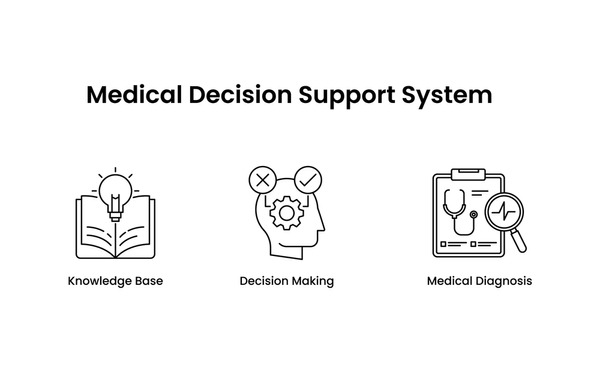 Medical Decision Support System
Knowledge Base
Decision Making
Medical Diagnosis